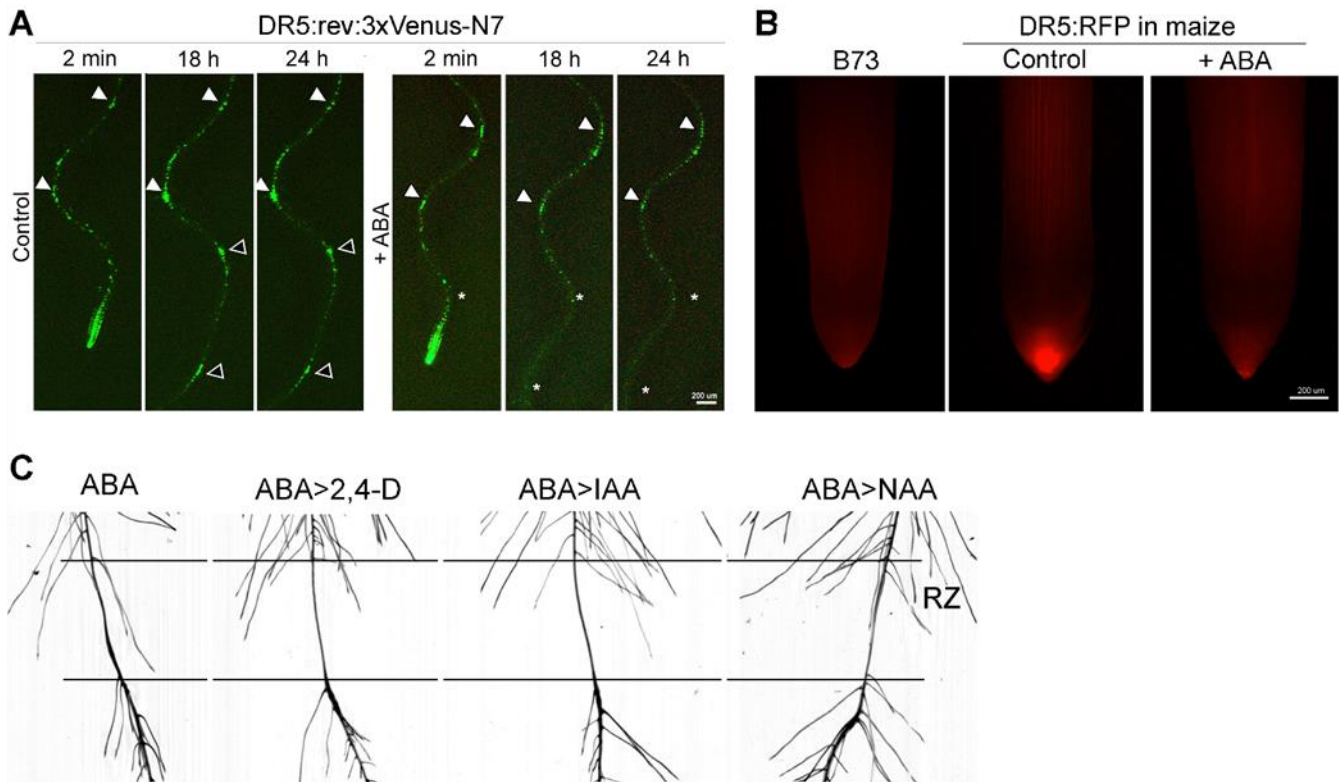 A
DR5:rev:3xVenus-N7
2 min 18 h 24 h 2 min 18 h 24 h
Control
+ ABA
* * *
* *
200 um
B
DR5:RFP in maize
B73 Control + ABA
200 um
C
ABA ABA>2,4-D ABA>IAA ABA>NAA
RZ